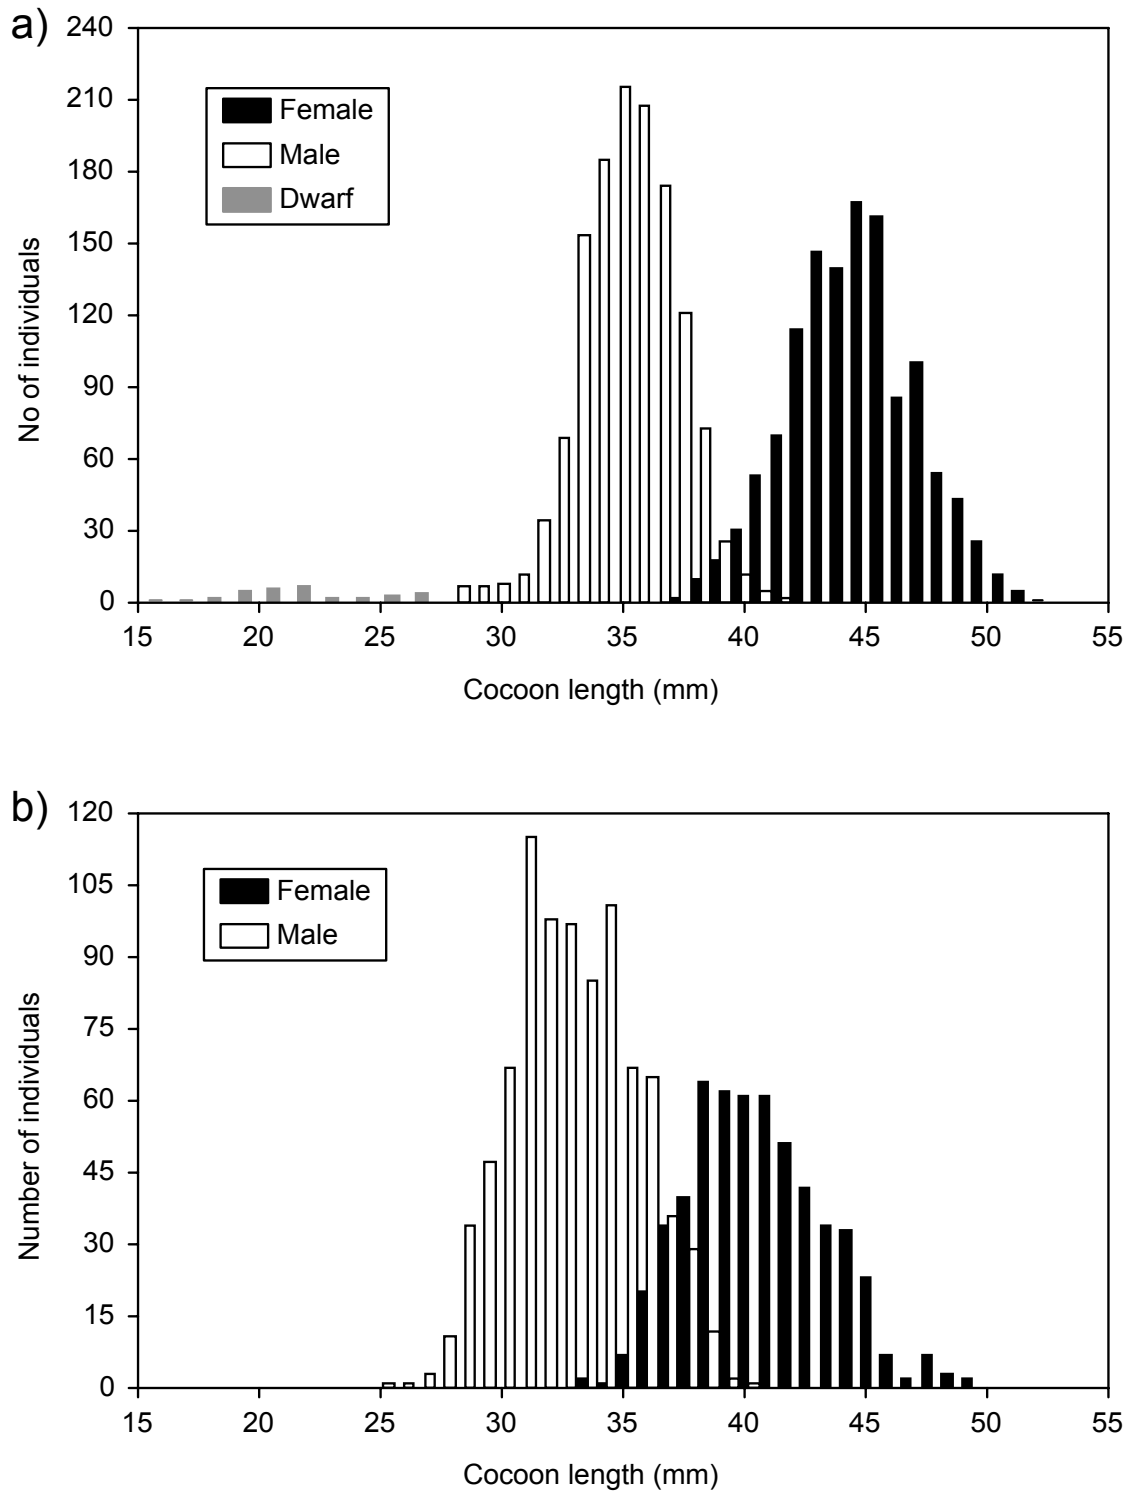 a)
240
210
180
150
120
90
60
30
0
No of individuals
Female
Male
Dwarf
15 20 25 30 35 40 45 50 55
Cocoon length (mm)
b)
120
105
90
75
60
45
30
15
0
Number of individuals
Female
Male
15 20 25 30 35 40 45 50 55
Cocoon length (mm)